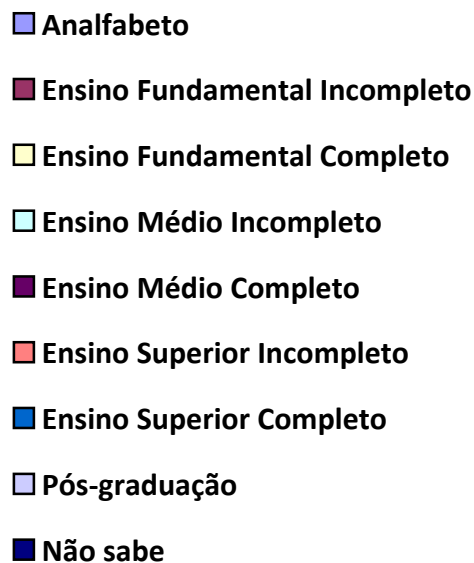 Analfabeto
Ensino Fundamental Incompleto
Ensino Fundamental Completo
Ensino Médio Incompleto
Ensino Médio Completo
Ensino Superior Incompleto
Ensino Superior Completo
Pós-graduação
Não sabe